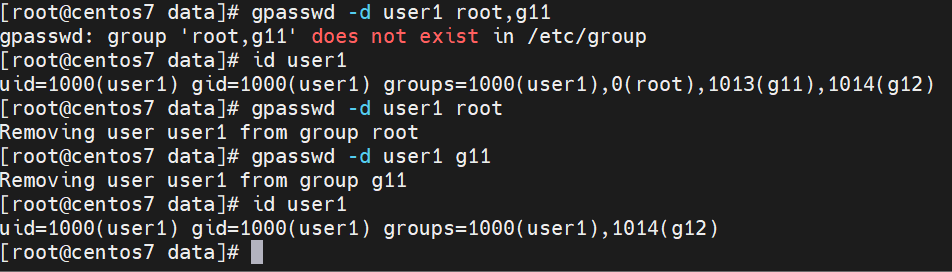 [root@centos7 data]# gpasswd -d user1 root,g11
gpasswd: group 'root,g11' does not exist in /etc/group
[root@centos7 data]# id user1
uid=1000(user1) gid=1000(user1) groups=1000(user1),0(root),1013(g11),1014(g12)
[root@centos7 data]# gpasswd -d user1 root
Removing user user1 from group root
[root@centos7 data]# gpasswd -d user1 g11
Removing user user1 from group g11
[root@centos7 data]# id user1
uid=1000(user1) gid=1000(user1) groups=1000(user1),1014(g12)
[root@centos7 data]#